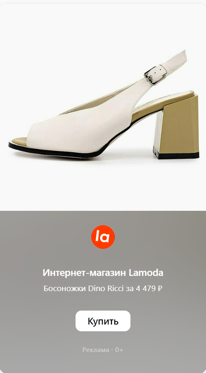 la
Интернет-магазин Lamoda
Босоножки Dino Ricci за 4 479 ₽
Купить
Реклама · 0+